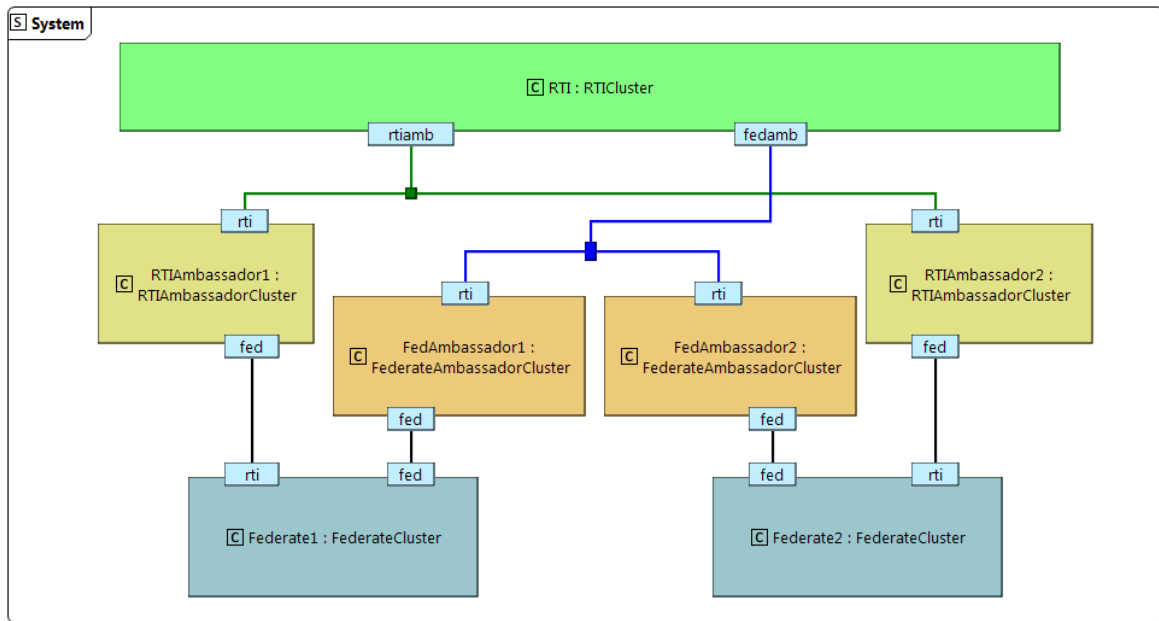 S System
C RTI : RTICluster
rtiamb
fedamb
rti
rti
C RTIAmbassador1 :
RTIAmbassadorCluster
C RTIAmbassador2 :
RTIAmbassadorCluster
rti
rti
fed
fed
C FedAmbassador1 :
FederateAmbassadorCluster
C FedAmbassador2 :
FederateAmbassadorCluster
fed
fed
rti
fed
fed
rti
C Federate1 : FederateCluster
C Federate2 : FederateCluster